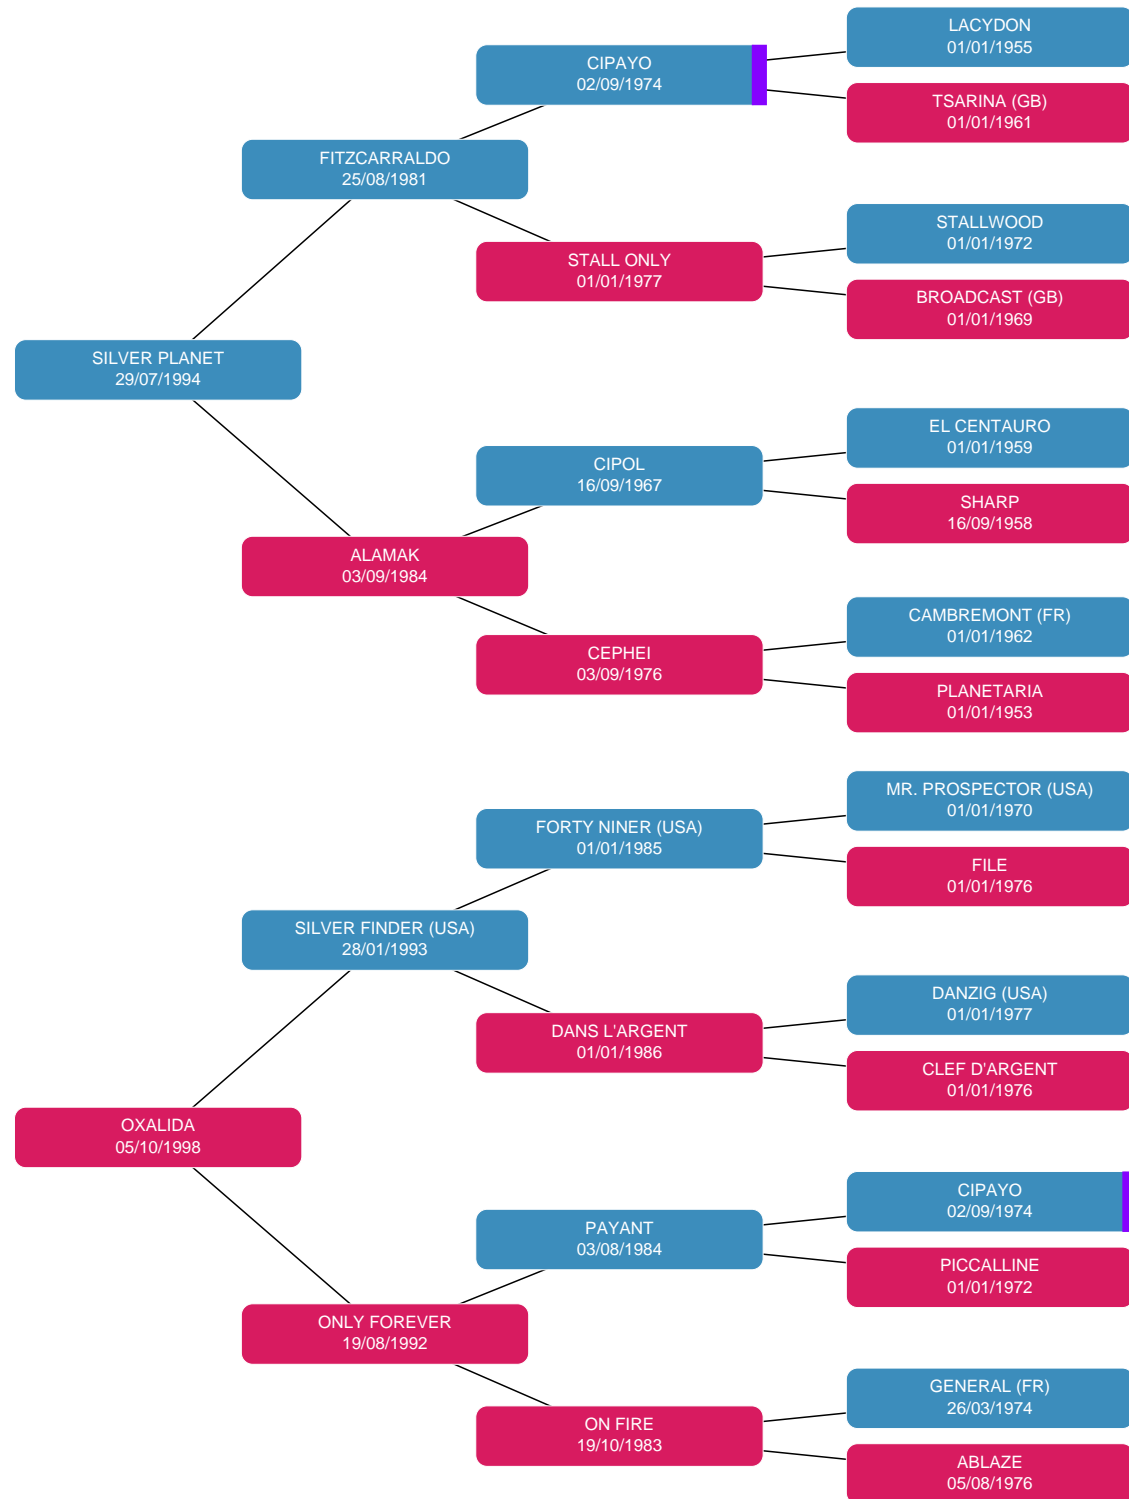 LACYDON
01/01/1955
CIPAYO
02/09/1974
TSARINA (GB)
01/01/1961
FITZCARRALDO
25/08/1981
STALLWOOD
01/01/1972
STALL ONLY
01/01/1977
BROADCAST (GB)
01/01/1969
SILVER PLANET
29/07/1994
EL CENTAURO
01/01/1959
CIPOL
16/09/1967
SHARP
16/09/1958
ALAMAK
03/09/1984
CAMBREMONT (FR)
01/01/1962
CEPHEI
03/09/1976
PLANETARIA
01/01/1953
MR. PROSPECTOR (USA)
01/01/1970
FORTY NINER (USA)
01/01/1985
FILE
01/01/1976
SILVER FINDER (USA)
28/01/1993
DANZIG (USA)
01/01/1977
DANS L'ARGENT
01/01/1986
CLEF D'ARGENT
01/01/1976
OXALIDA
05/10/1998
CIPAYO
02/09/1974
PAYANT
03/08/1984
PICCALLINE
01/01/1972
ONLY FOREVER
19/08/1992
GENERAL (FR)
26/03/1974
ON FIRE
19/10/1983
ABLAZE
05/08/1976